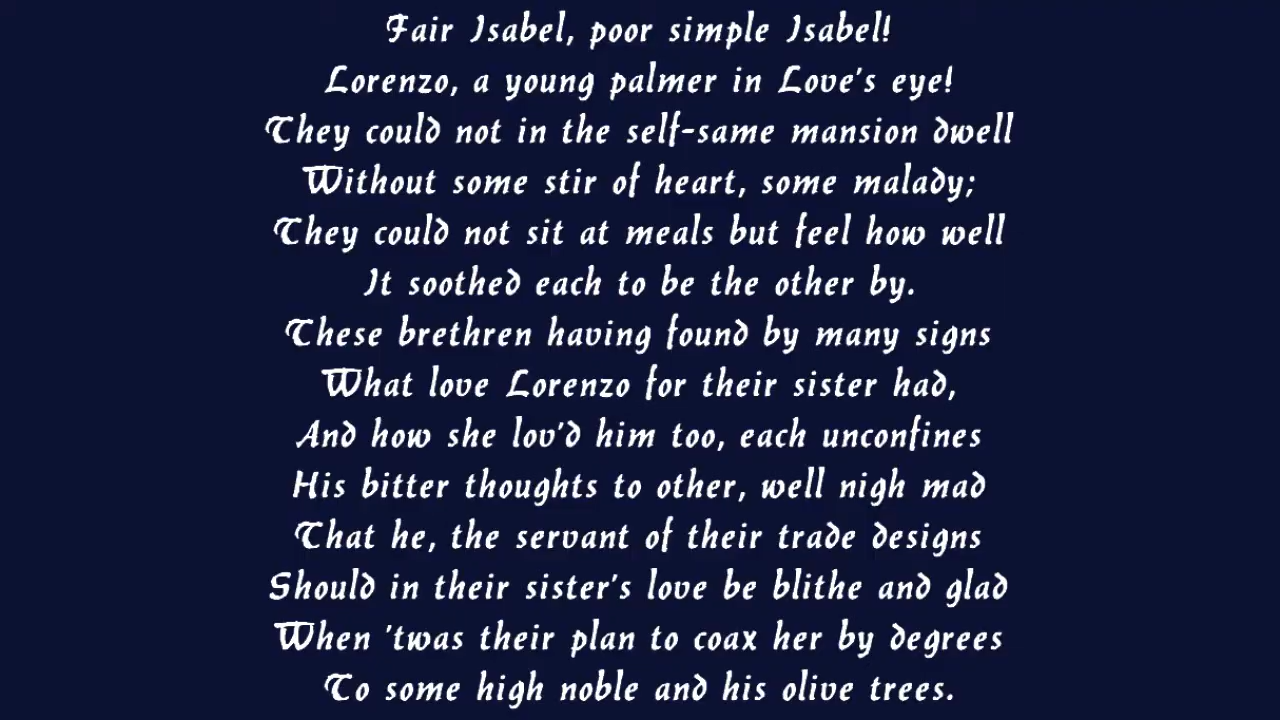 Fair Isabel, poor simple Isabel!
Lorenzo, a young palmer in Love's eye!
They could not in the self-same mansion dwell
Without some stir of heart, some malady;
They could not sit at meals but feel how well
It soothed each to be the other by.
These brethren having found by many signs
What love Lorenzo for their sister had,
And how she lov'd him too, each unconfines
His bitter thoughts to other, well nigh mad
That he, the servant of their trade designs
Should in their sister's love be blithe and glad
When 'twas their plan to coax her by degrees
To some high noble and his olive trees.